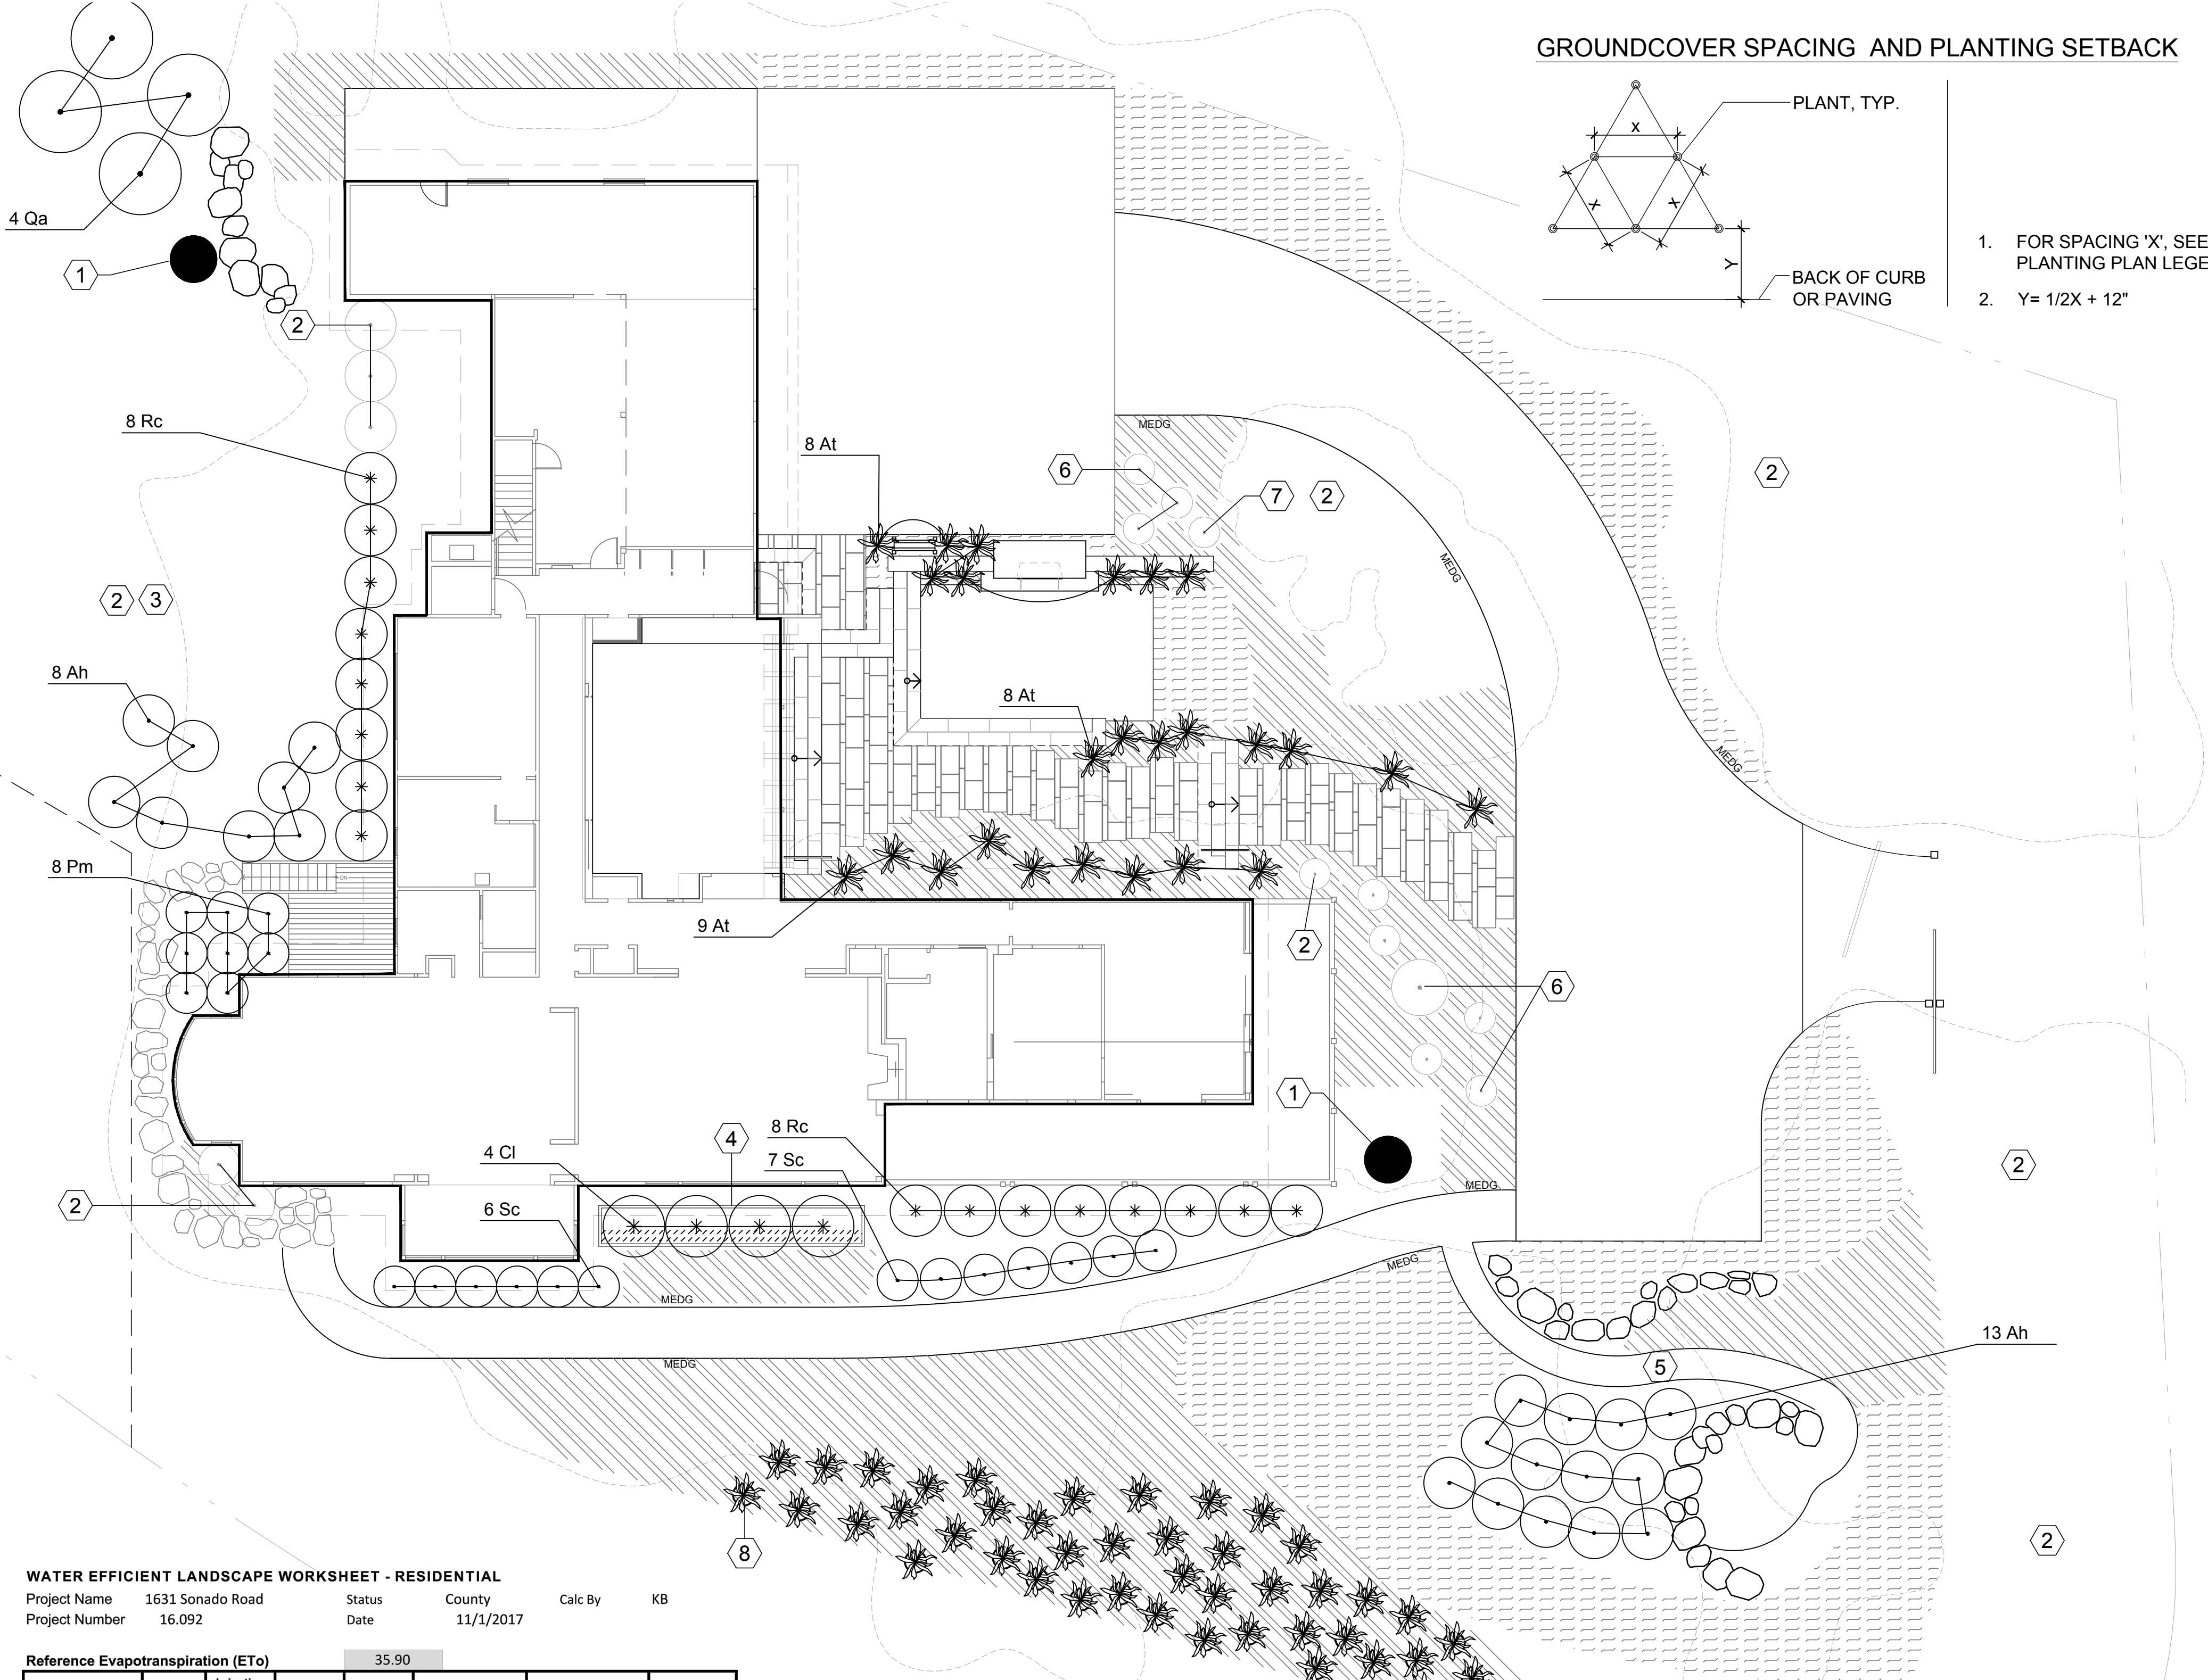 GROUNDCOVER SPACING AND PLANTING SETBACK
PLANT, TYP.
x
x
x
Y
BACK OF CURB
OR PAVING
1. FOR SPACING 'X', SEE
PLANTING PLAN LEGE
2. Y= 1/2X + 12"
4 Qa
1
2
8 Rc
8 At
MEDG
6
7
2
2
MEDG
2
3
8 Ah
8 At
MEDG
8 Pm
DN
9 At
2
6
1
8 Rc
4
4 Cl
7 Sc
2
MEDG
2
6 Sc
MEDG
MEDG
MEDG
13 Ah
5
8
2
WATER EFFICIENT LANDSCAPE WORKSHEET - RESIDENTIAL
Project Name 1631 Sonado Road Status County Calc By KB
Project Number 16.092 Date 11/1/2017
Reference Evapotranspiration (ETo) 35.90